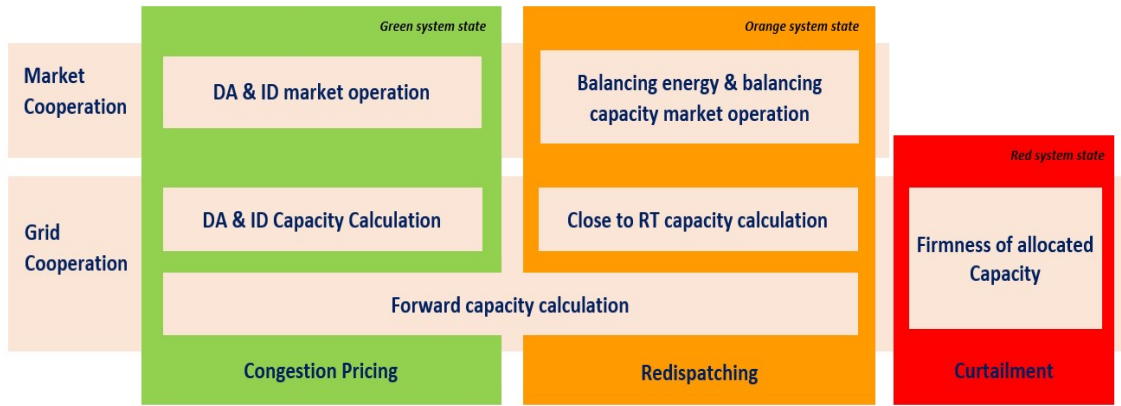 Green system state
Orange system state
Market
Cooperation
DA & ID market operation
Balancing energy & balancing
capacity market operation
Red system state
Grid
Cooperation
DA & ID Capacity Calculation
Close to RT capacity calculation
Firmness of allocated
Capacity
Forward capacity calculation
Congestion Pricing
Redispatching
Curtailment